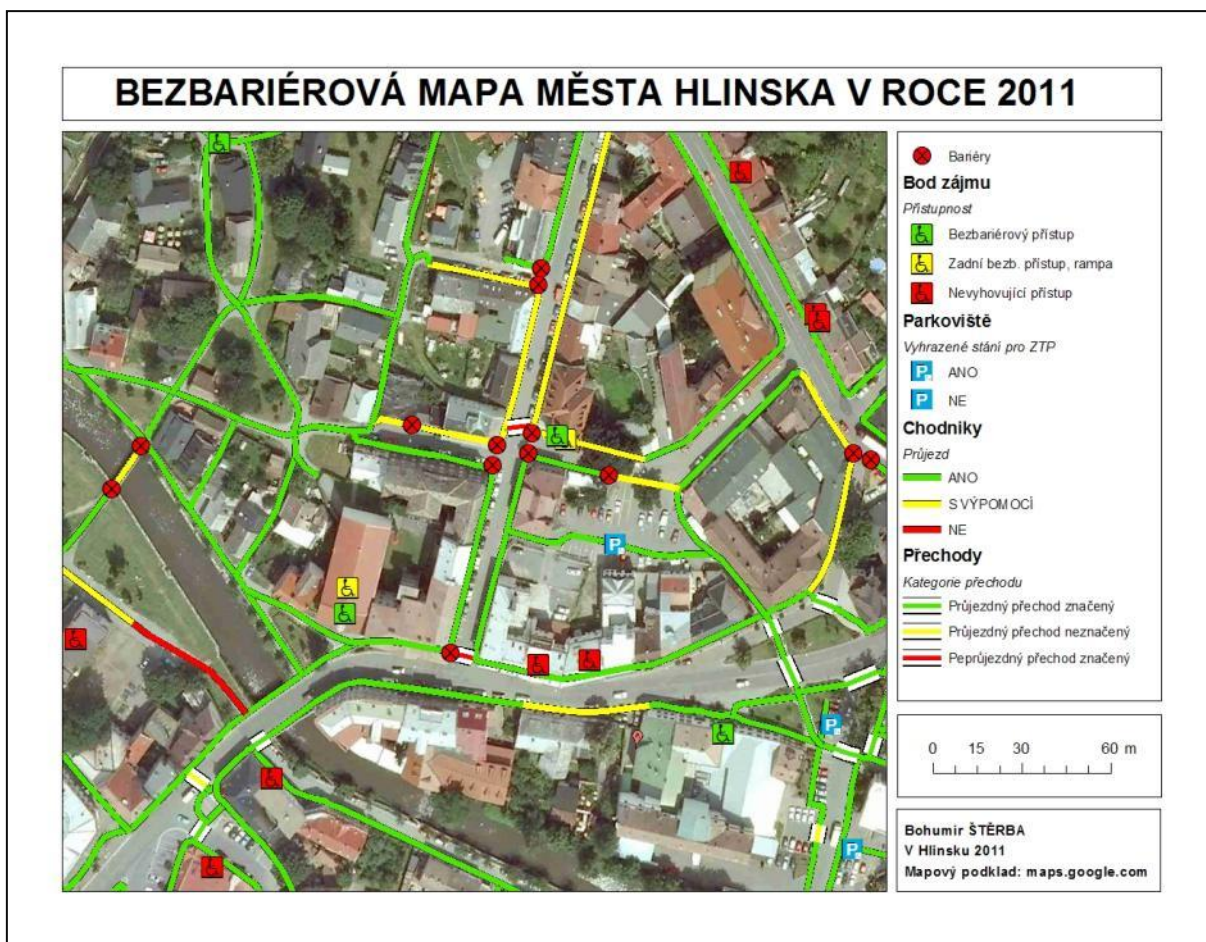 BEZBARIÉROVÁ MAPA MĚSTA HLINSKA V ROCE 2011
Bariéry
Bod zájmu
Přístupnost
Bezbariérový přístup
Zadní bezb. přístup, rampa
Nevyhovující přístup
Parkoviště
Vyhrazené stání pro ZTP
P ANO
P NE
Chodniky
Průjezd
ANO
S VÝPOMOCÍ
NE
Přechody
Kategorie přechodu
Průjezdný přechod značený
Průjezdný přechod neznačený
Peprůjezdný přechod značený
0 15 30 60 m
Bohumir ŠTĚRBA
V Hlinsku 2011
Mapový podklad: maps.google.com
P
P
P